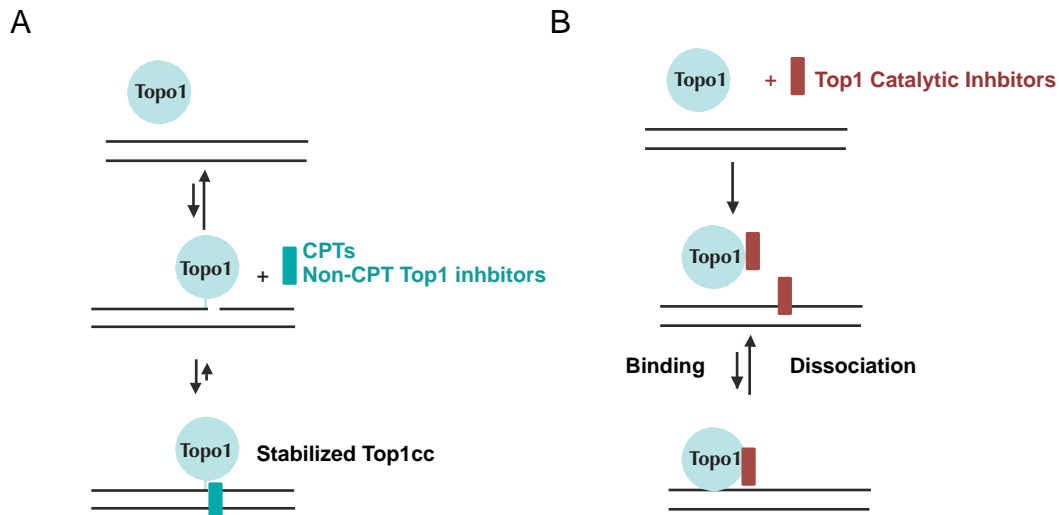 A
Topo1
Topo1
+
CPTs
Non-CPT Top1 inhbitors
Topo1
Stabilized Top1cc
B
Topo1
+ Top1 Catalytic Inhbitors
Topo1
Binding
Dissociation
Topo1